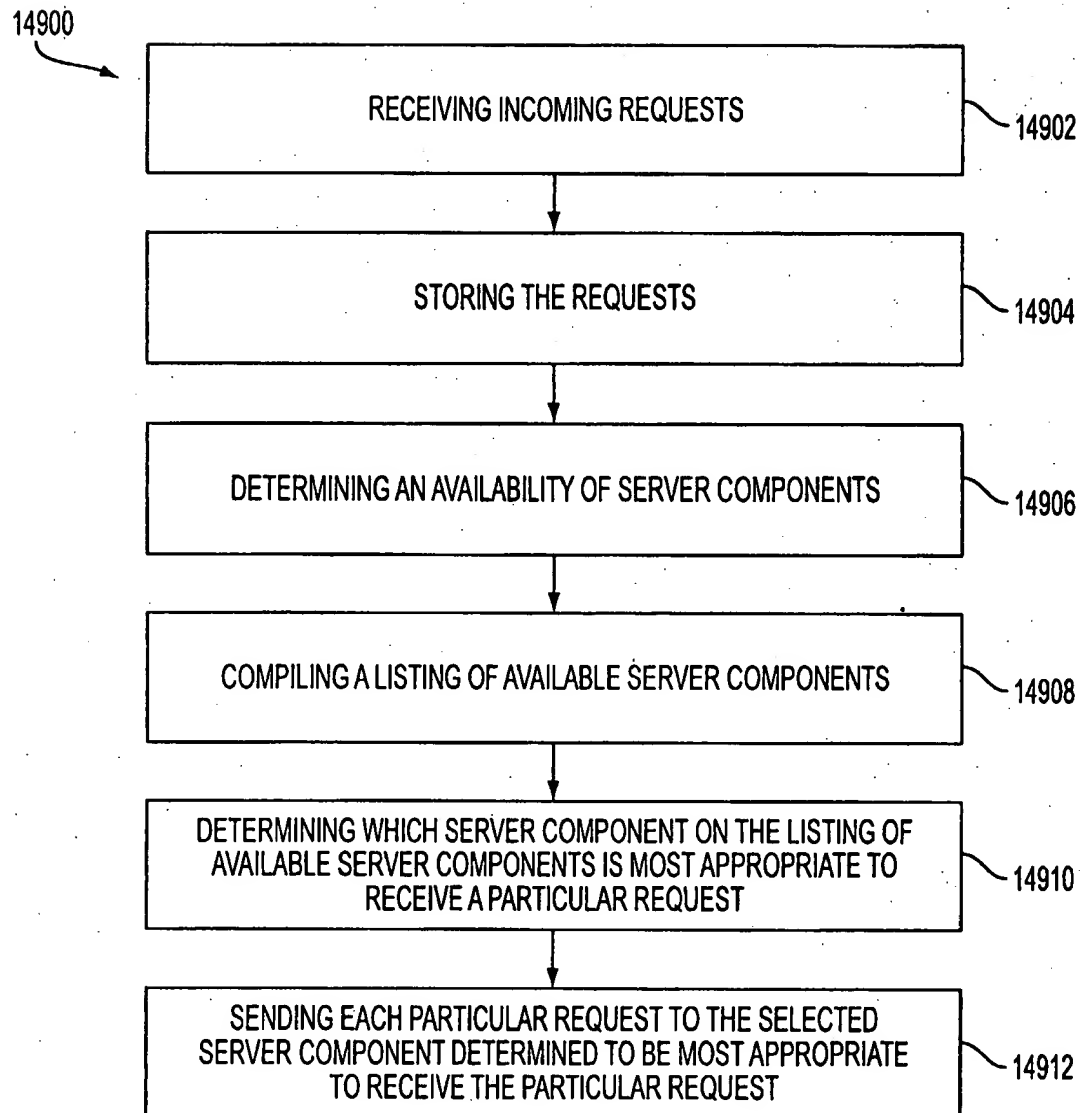 14900
RECEIVING INCOMING REQUESTS
14902
STORING THE REQUESTS
14904
DETERMINING AN AVAILABILITY OF SERVER COMPONENTS
14906
COMPILING A LISTING OF AVAILABLE SERVER COMPONENTS
14908
DETERMINING WHICH SERVER COMPONENT ON THE LISTING OF
AVAILABLE SERVER COMPONENTS IS MOST APPROPRIATE TO
RECEIVE A PARTICULAR REQUEST
14910
SENDING EACH PARTICULAR REQUEST TO THE SELECTED
SERVER COMPONENT DETERMINED TO BE MOST APPROPRIATE
TO RECEIVE THE PARTICULAR REQUEST
14912